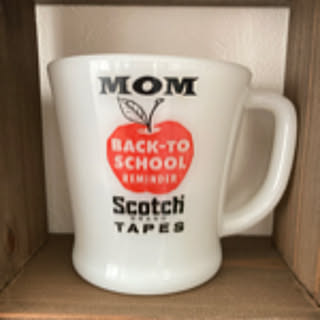 MOM
BACK-TO
SCHOOL
REMINDER
Scotch
BRAND
TAPES